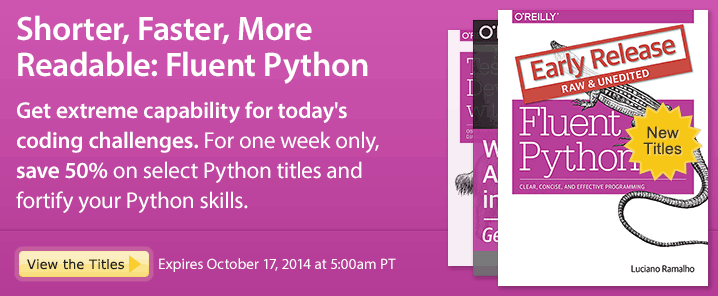 Shorter, Faster, More
Readable: Fluent Python
Get extreme capability for today's
coding challenges. For one week only,
save 50% on select Python titles and
fortify your Python skills.
View the Titles
Expires October 17, 2014 at 5:00am PT
O'REILLY®
Early Release
RAW & UNEDITED
Fluent
Python
New
Titles
CLEAR, CONCISE, AND EFFECTIVE PROGRAMMING
Luciano Ramalho